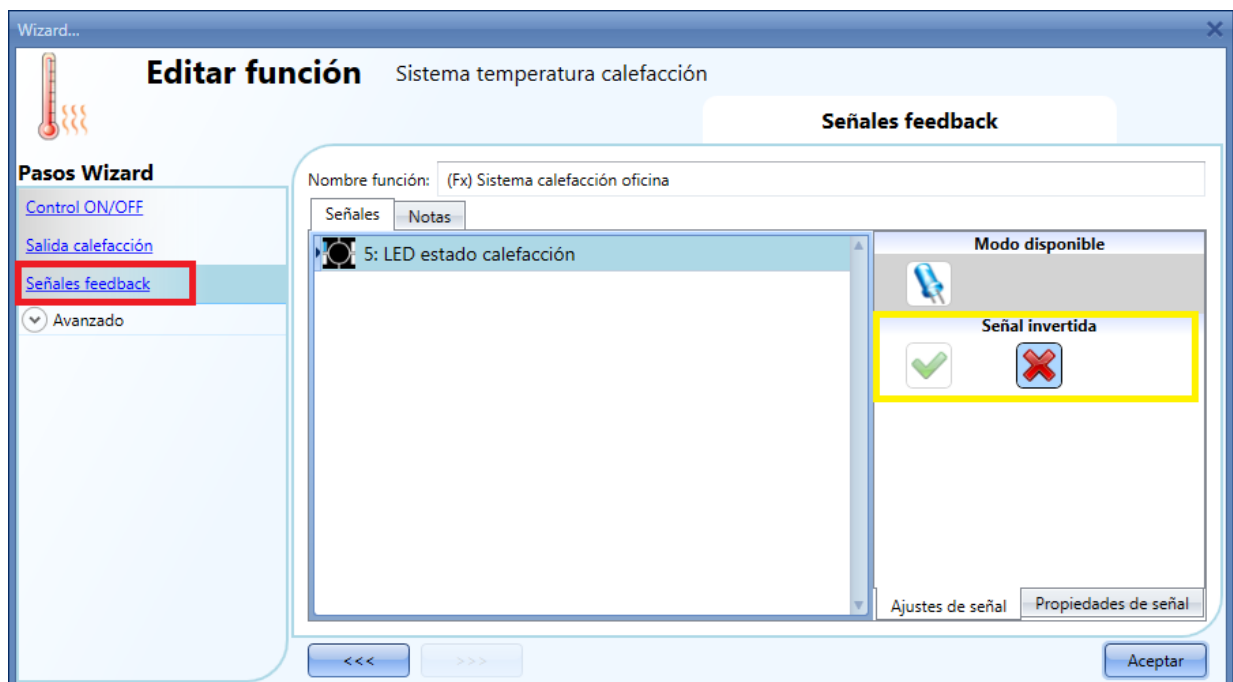 Wizard...
Editar función Sistema temperatura calefacción
Señales feedback
Pasos Wizard
Control ON/OFF
Salida calefacción
Señales feedback
Avanzado
Nombre función: (Fx) Sistema calefacción oficina
Señales Notas
5: LED estado calefacción
Modo disponible
Señal invertida
Ajustes de señal Propiedades de señal
<<< >>> Aceptar